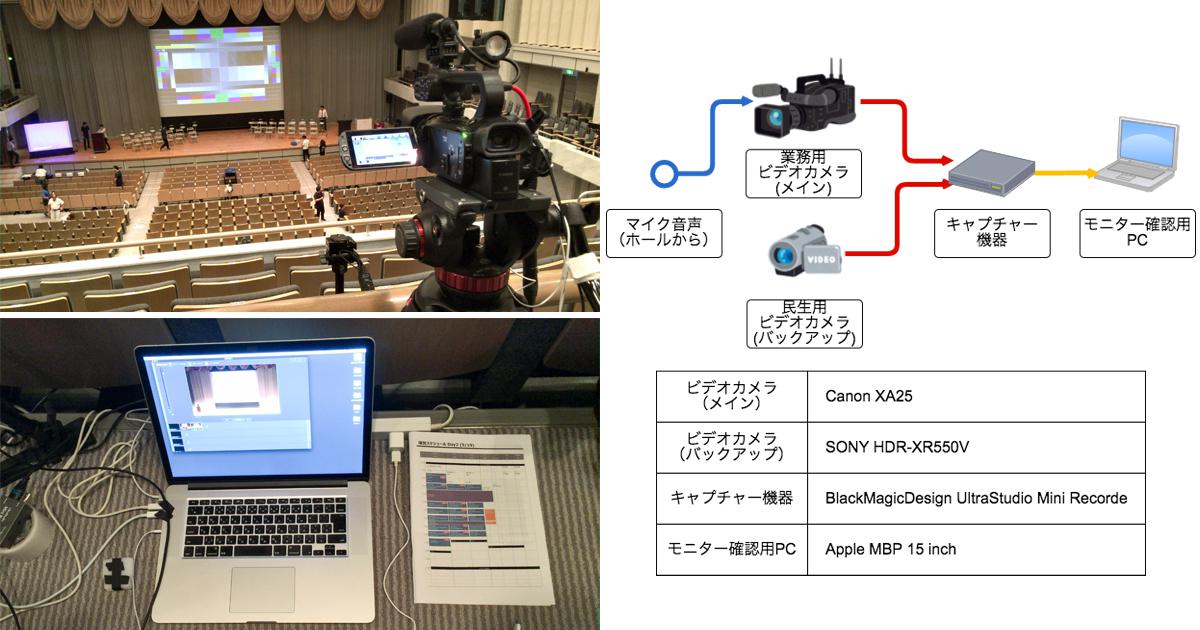 業務用
ビデオカメラ
(メイン)
マイク音声
（ホールから）
キャプチャー
機器
モニター確認用
PC
VIDEO
民生用
ビデオカメラ
(バックアップ)
ビデオカメラ
（メイン）
Canon XA25
ビデオカメラ
（バックアップ）
SONY HDR-XR550V
キャプチャー機器
BlackMagicDesign UltraStudio Mini Recorde
モニター確認用PC
Apple MBP 15 inch